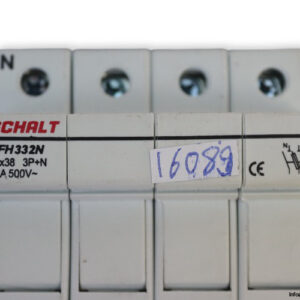 N
SCHALT
FH332N
x38 3P+N
A 500V~
16089
CE